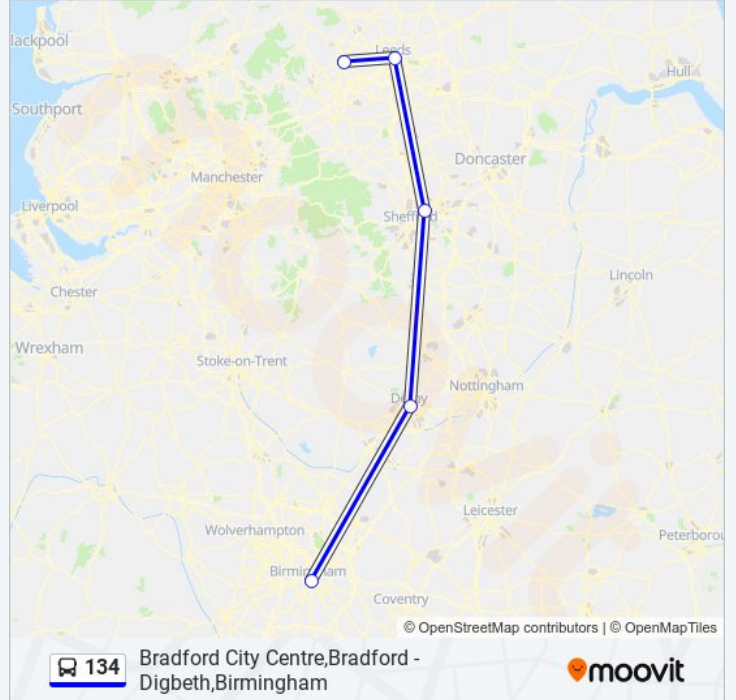 lackpool
Leeds
Hull
Southport
Doncaster
Manchester
Liverpool
Sheffield
Lincoln
Chester
Wrexham
Stoke-on-Trent
Nottingham
Derby
Leicester
Wolverhampton
Peterborou
Birmingham
Coventry
© OpenStreetMap contributors | © OpenMapTiles
134
Bradford City Centre,Bradford -
Digbeth,Birmingham
moovit